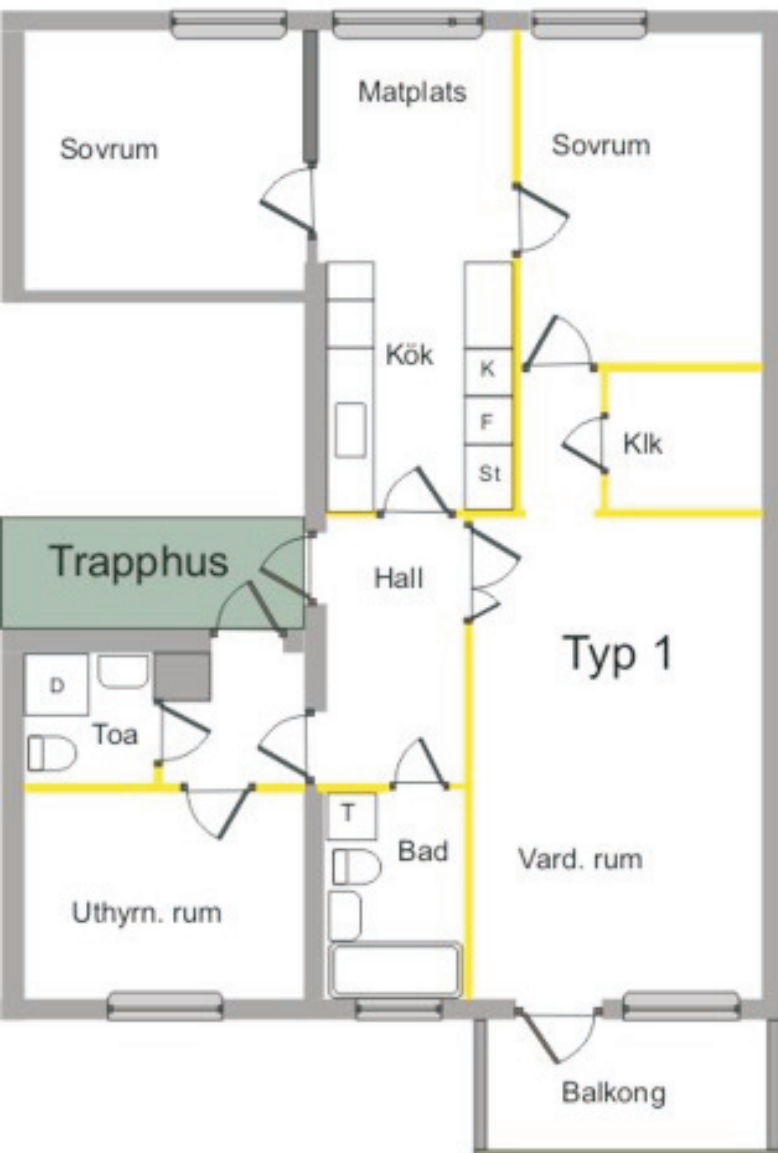 Matplats
Sovrum
Sovrum
Kök
K
F
St
Klk
Trapphus
Hall
Typ 1
D
Toa
T
Bad
Vard. rum
Uthyrn. rum
Balkong